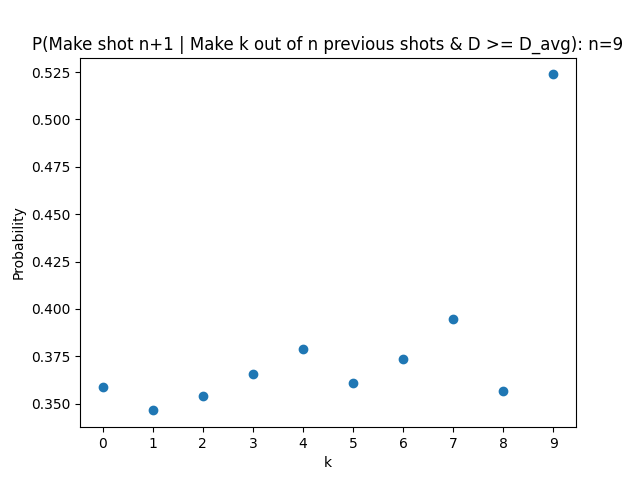 P(Make shot n+1 | Make k out of n previous shots & D >= D_avg): n=9
0.525
0.500
0.475
0.450
0.425
0.400
0.375
0.350
Probability
0 1 2 3 4 5 6 7 8 9
k